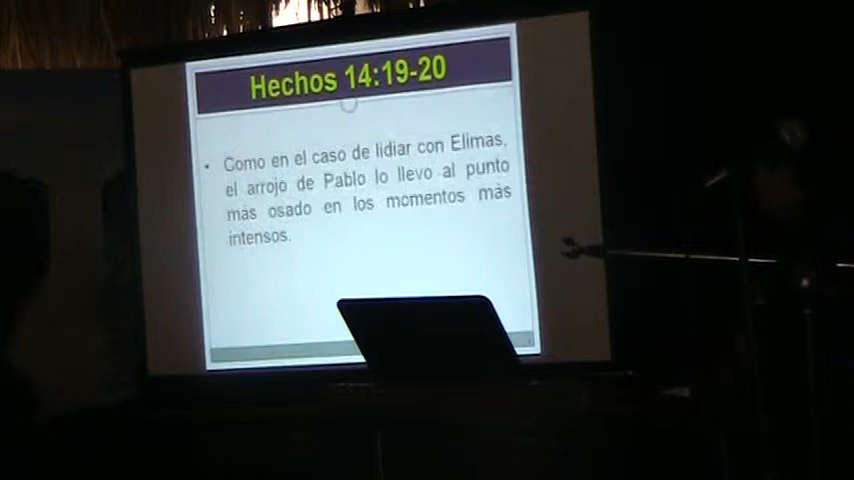 Hechos 14:19-20
• Como en el caso de lidiar con Elimas,
el arrojo de Pablo lo llevo al punto
más osado en los momentos más
intensos.